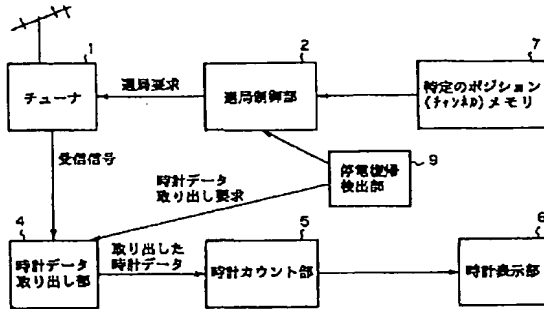 1
チューナ
選局要求
2
選局制御部
7
特定のポジション
(チャンネル)メモリ
受信信号
時計データ
取り出し要求
停電復帰
検出部
9
4
時計データ
取り出し部
取り出した
時計データ
5
時計カウント部
6
時計表示部